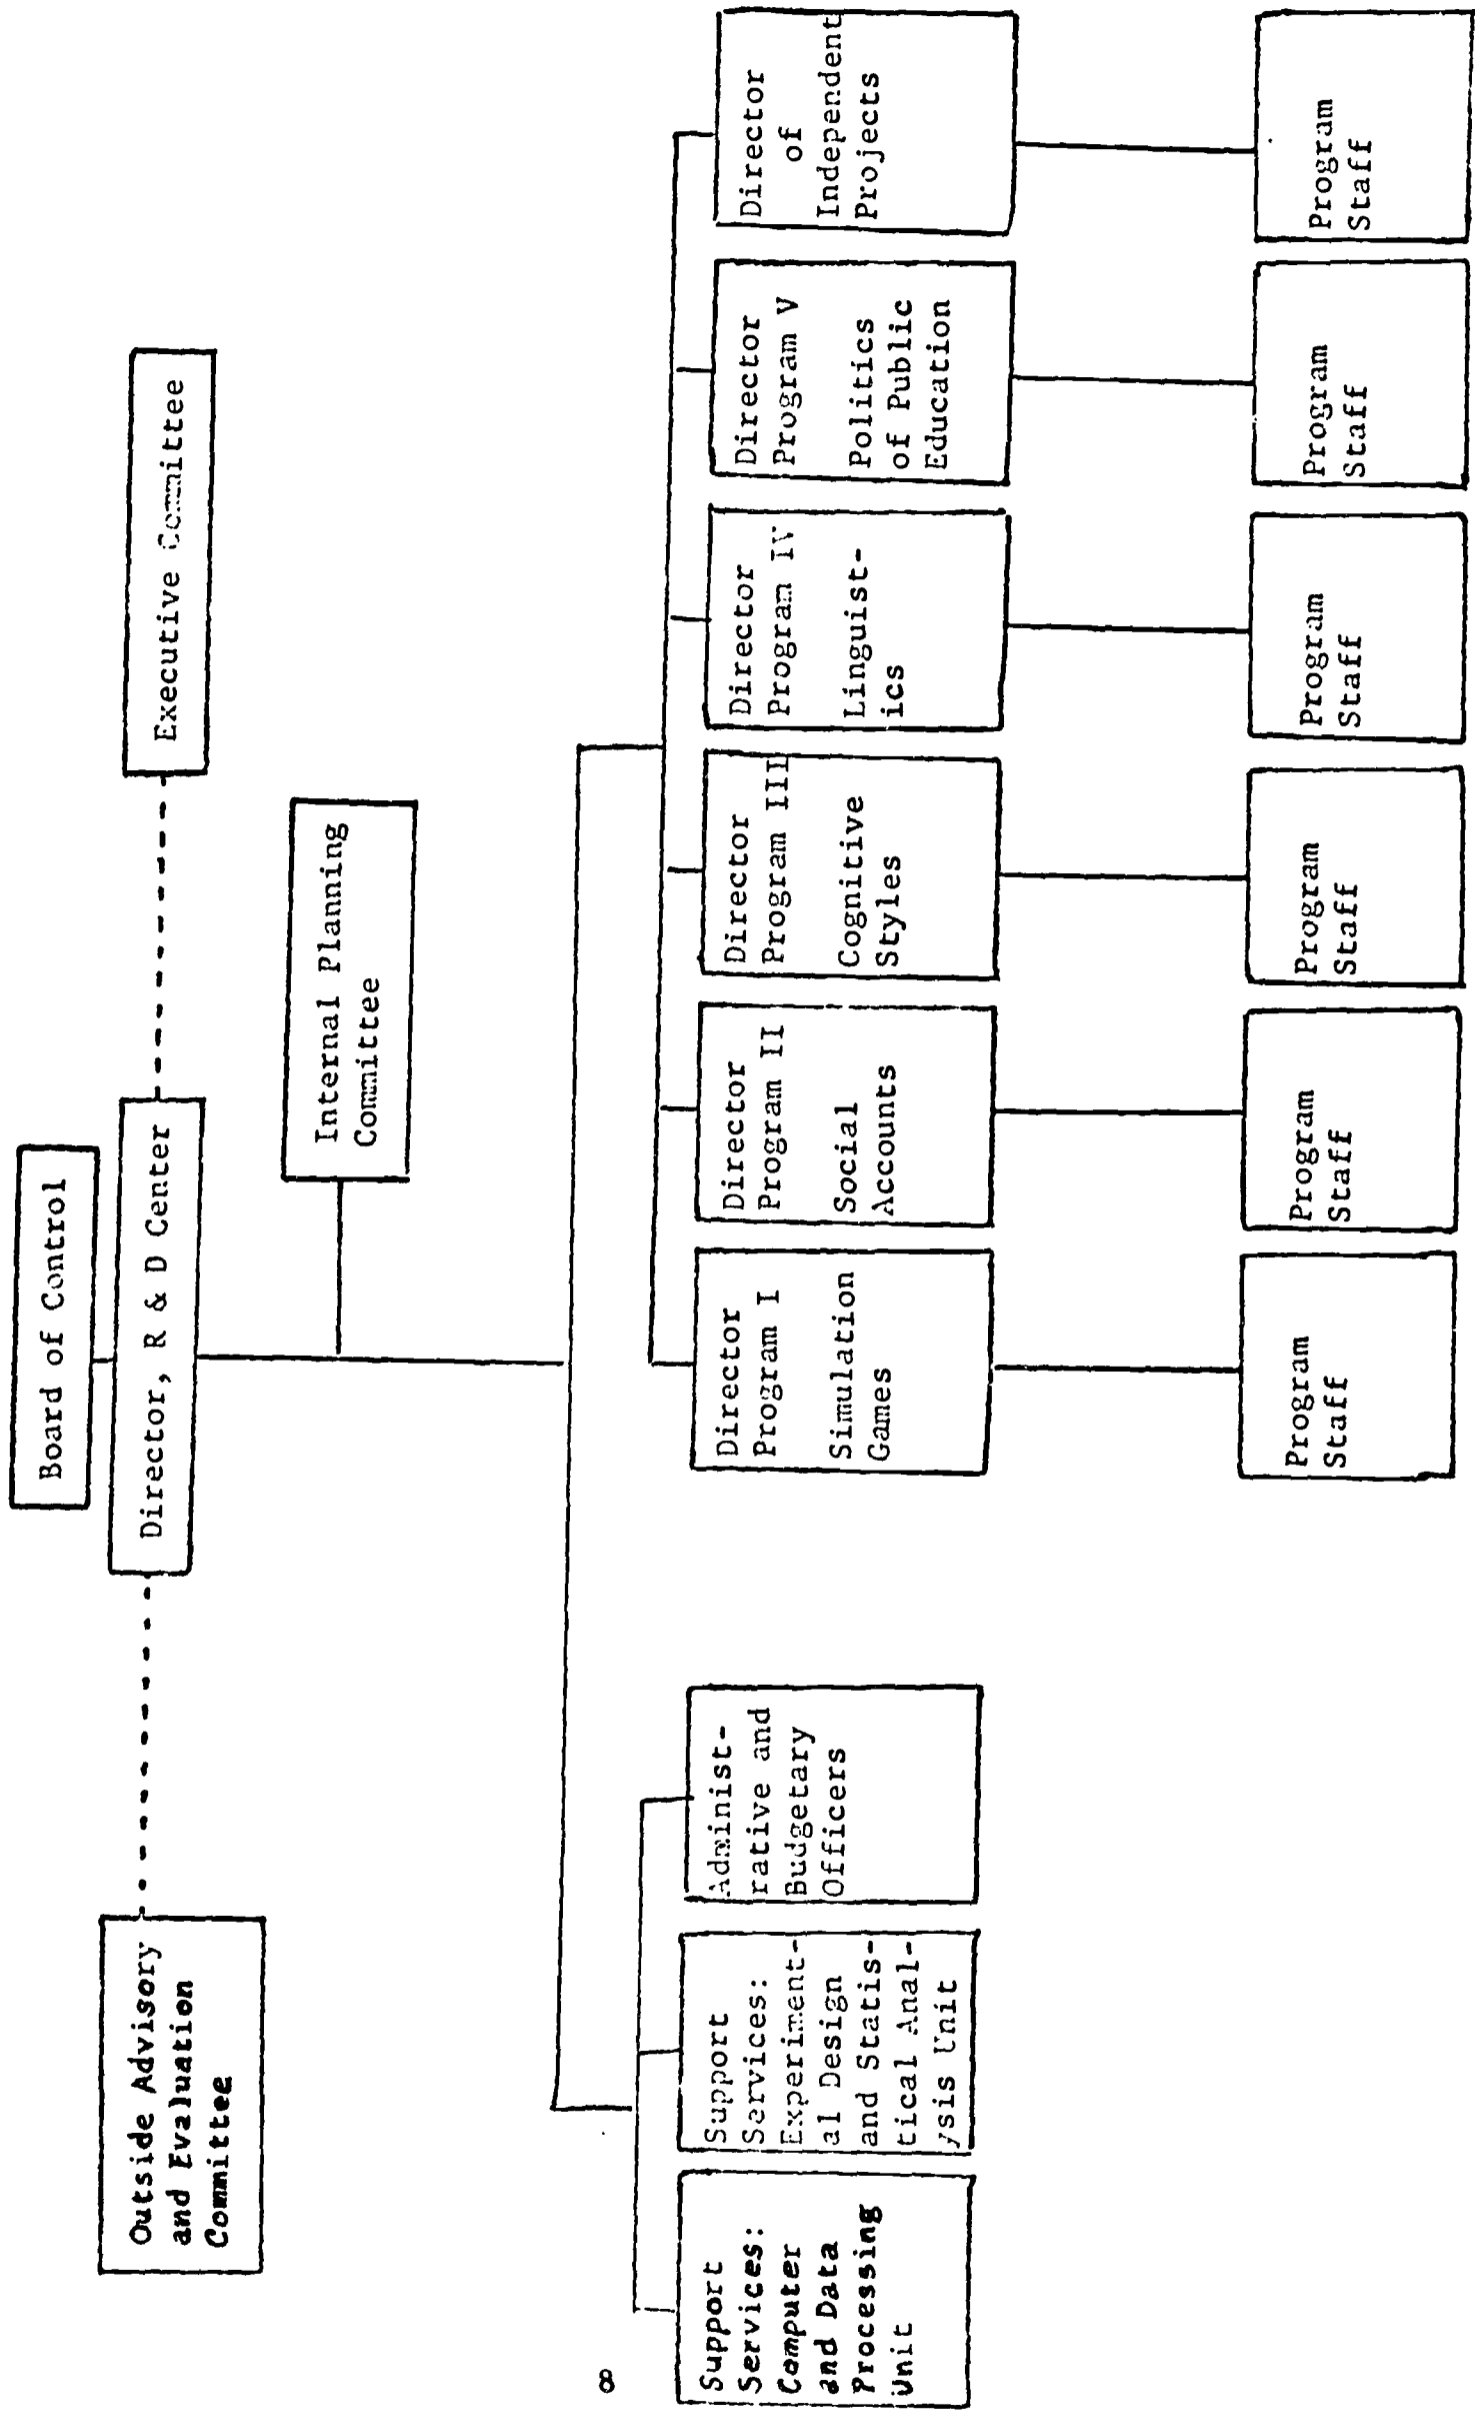 Board of Control
Outside Advisory
and Evaluation
Committee
Director, R & D Center
Executive Committee
Internal Planning
Committee
8
Support
Services:
Computer
and Data
Processing
Unit
Support
Services:
Experiment-
al Design
and Statis-
tical Anal-
ysis Unit
Administ-
rative and
Budgetary
Officers
Director
Program I
Simulation
Games
Director
Program II
Social
Accounts
Director
Program III
Cognitive
Styles
Director
Program IV
Linguist-
ics
Director
Program V
Politics
of Public
Education
Director
of
Independent
Projects
Program
Staff
Program
Staff
Program
Staff
Program
Staff
Program
Staff
Program
Staff